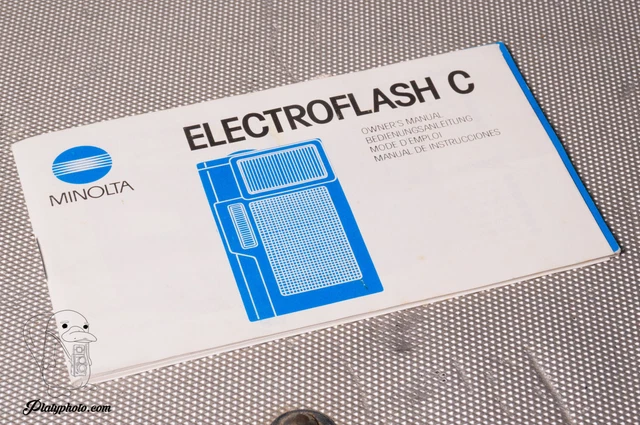 ELECTROFLASH C
MINOLTA
OWNER'S MANUAL
BEDIENUNGSANLEITUNG
MODE D'EMPLOI
MANUAL DE INSTRUCCIONES
Platyphoto.com